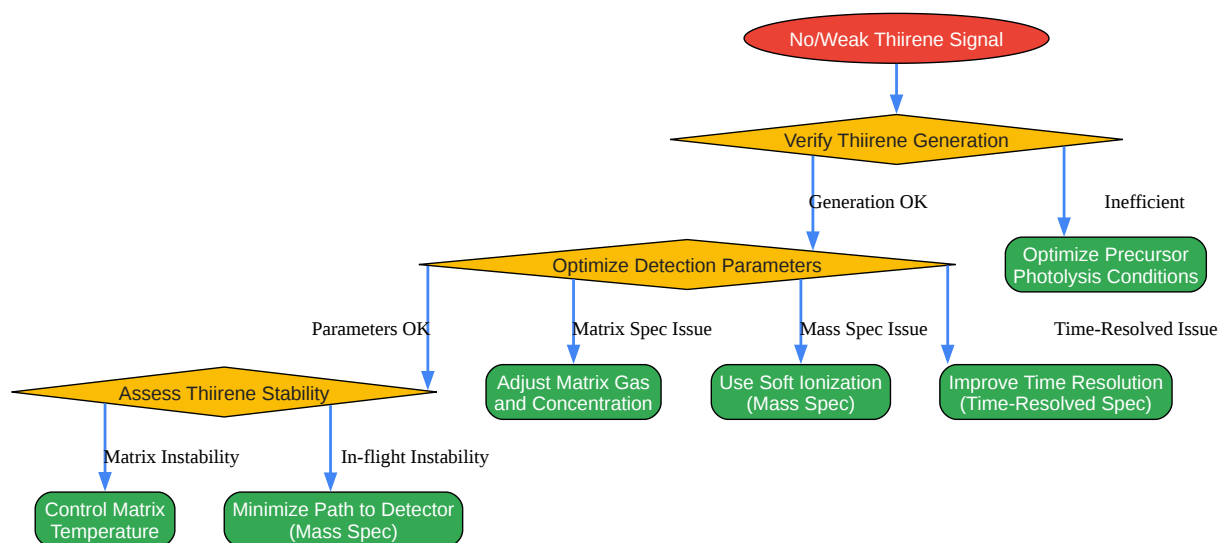 No/Weak Thiirene Signal
Verify Thiirene Generation
Generation OK
Inefficient
Optimize Precursor
Photolysis Conditions
Optimize Detection Parameters
Parameters OK
Matrix Spec Issue
Mass Spec Issue
Time-Resolved Issue
Assess Thiirene Stability
Adjust Matrix Gas
and Concentration
Use Soft Ionization
(Mass Spec)
Improve Time Resolution
(Time-Resolved Spec)
Matrix Instability
In-flight Instability
Control Matrix
Temperature
Minimize Path to Detector
(Mass Spec)